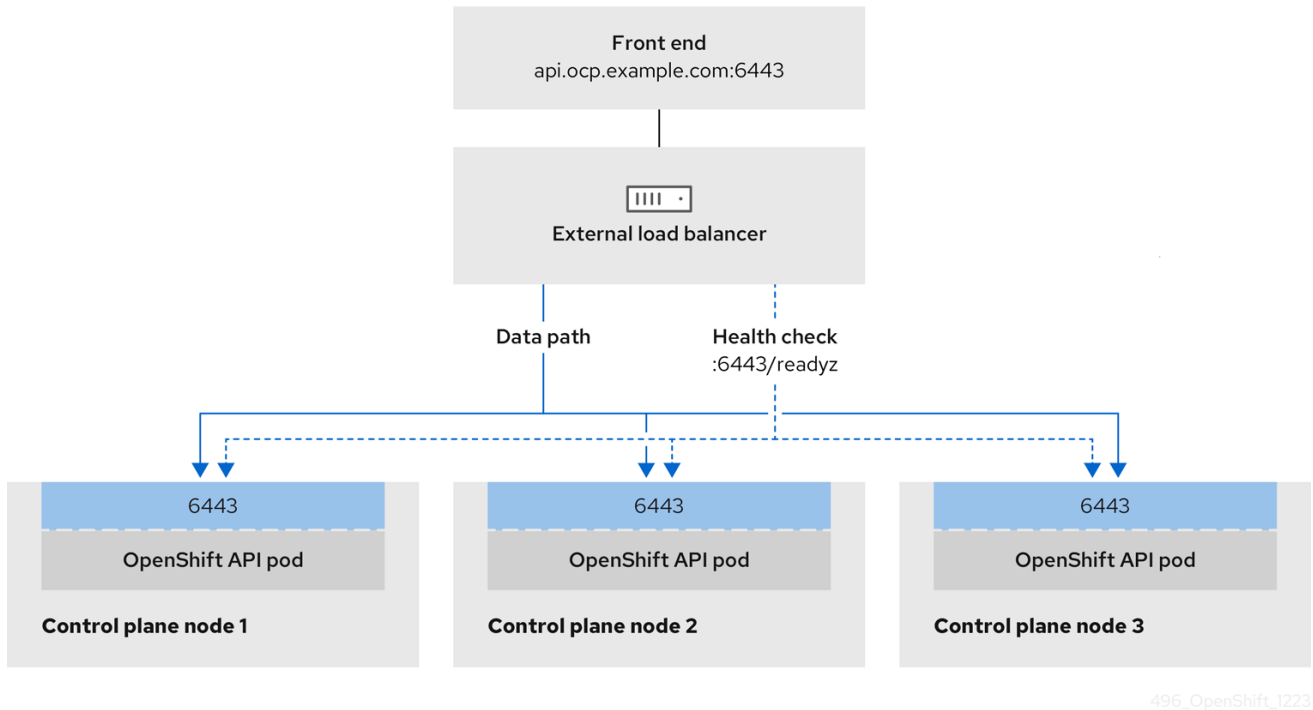 Front end
api.ocp.example.com:6443
External load balancer
Data path
Health check
:6443/readyz
6443
6443
6443
OpenShift API pod
OpenShift API pod
OpenShift API pod
Control plane node 1
Control plane node 2
Control plane node 3
496_OpenShift_1223